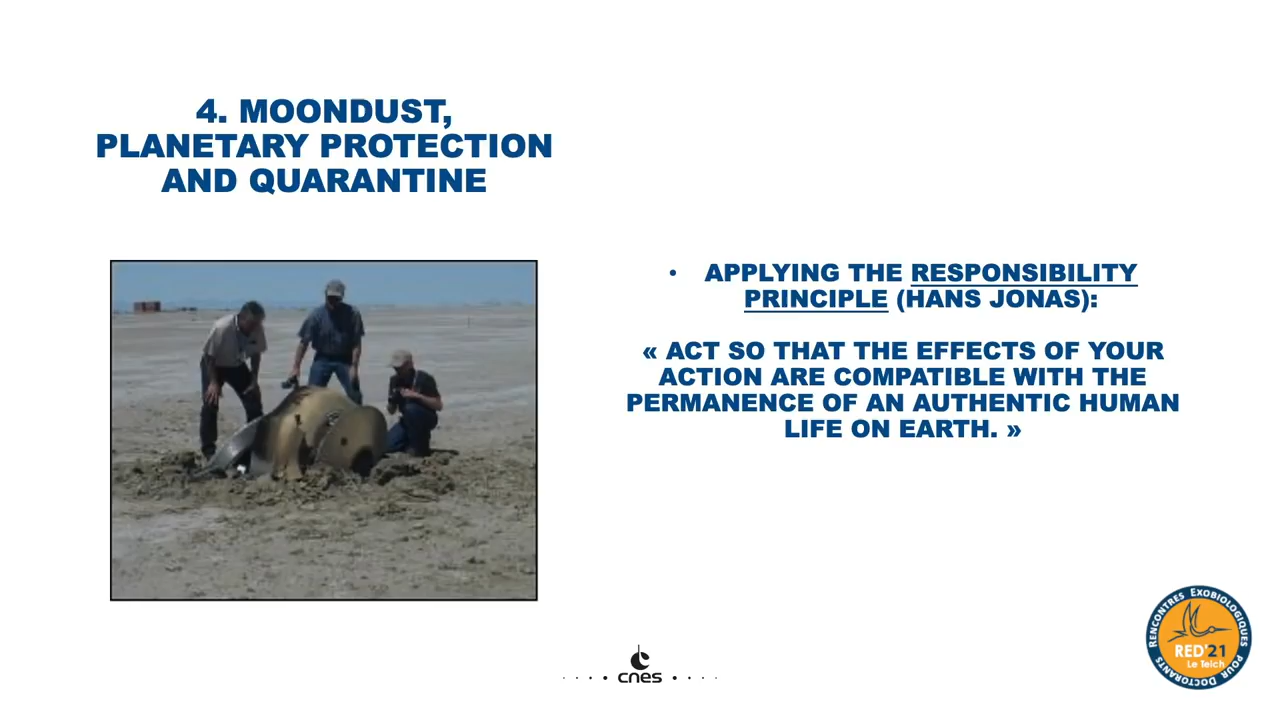 4. MOONDUST,
PLANETARY PROTECTION
AND QUARANTINE
• APPLYING THE RESPONSIBILITY
PRINCIPLE (HANS JONAS):
« ACT SO THAT THE EFFECTS OF YOUR
ACTION ARE COMPATIBLE WITH THE
PERMANENCE OF AN AUTHENTIC HUMAN
LIFE ON EARTH. »
cnes
RENCONTRES EXOBIOLOGIQUES
POUR DOCTORANTS
RED'21
Le Teich